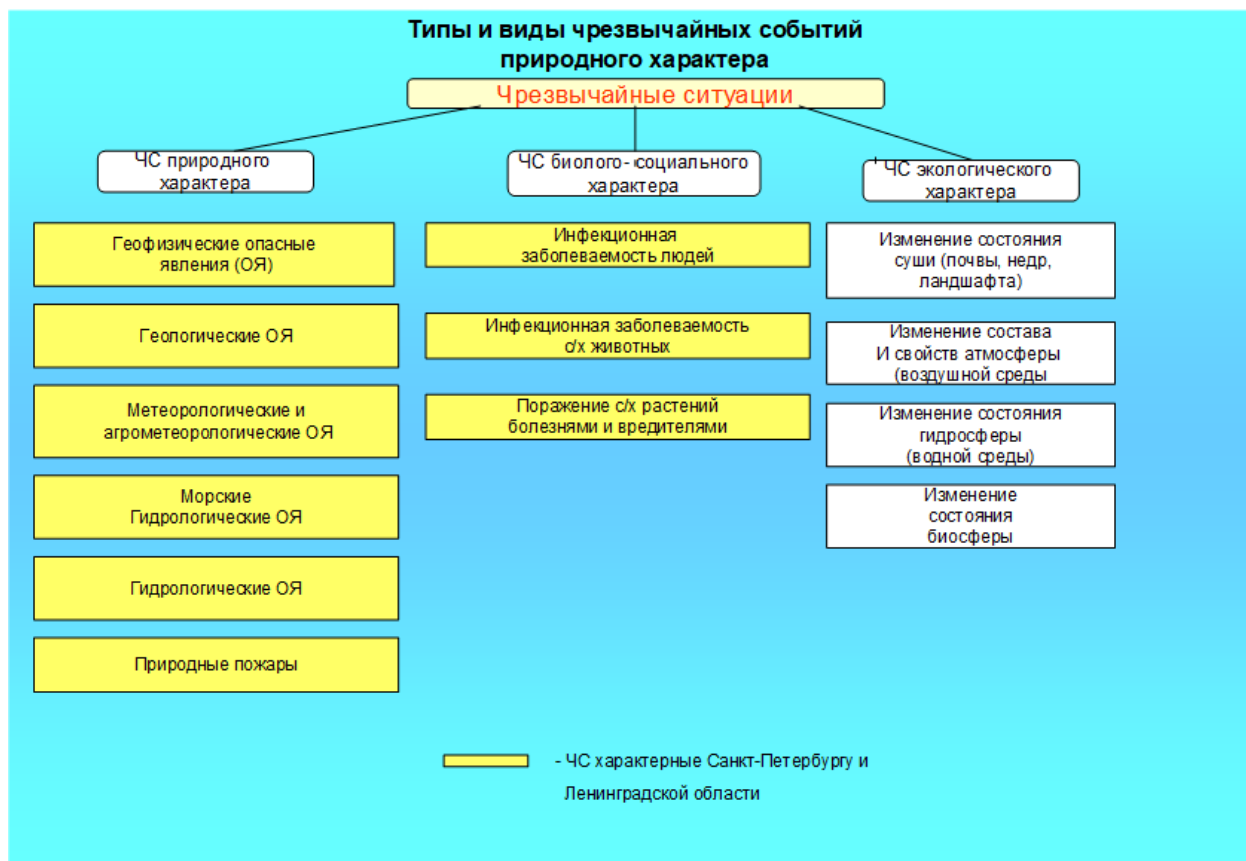 Типы и виды чрезвычайных событий
природного характера
Чрезвычайные ситуации
ЧС природного
характера
Геофизические опасные
явления (ОЯ)
Геологические ОЯ
Метеорологические и
агрометеорологические ОЯ
Морские
Гидрологические ОЯ
Гидрологические ОЯ
Природные пожары
ЧС биолого-социального
характера
Инфекционная
заболеваемость людей
Инфекционная заболеваемость
с/х животных
Поражение с/х растений
болезнями и вредителями
ЧС экологического
характера
Изменение состояния
суши (почвы, недр,
ландшафта)
Изменение состава
И свойств атмосферы
(воздушной среды
Изменение состояния
гидросферы
(водной среды)
Изменение
состояния
биосферы
- ЧС характерные Санкт-Петербургу и
Ленинградской области